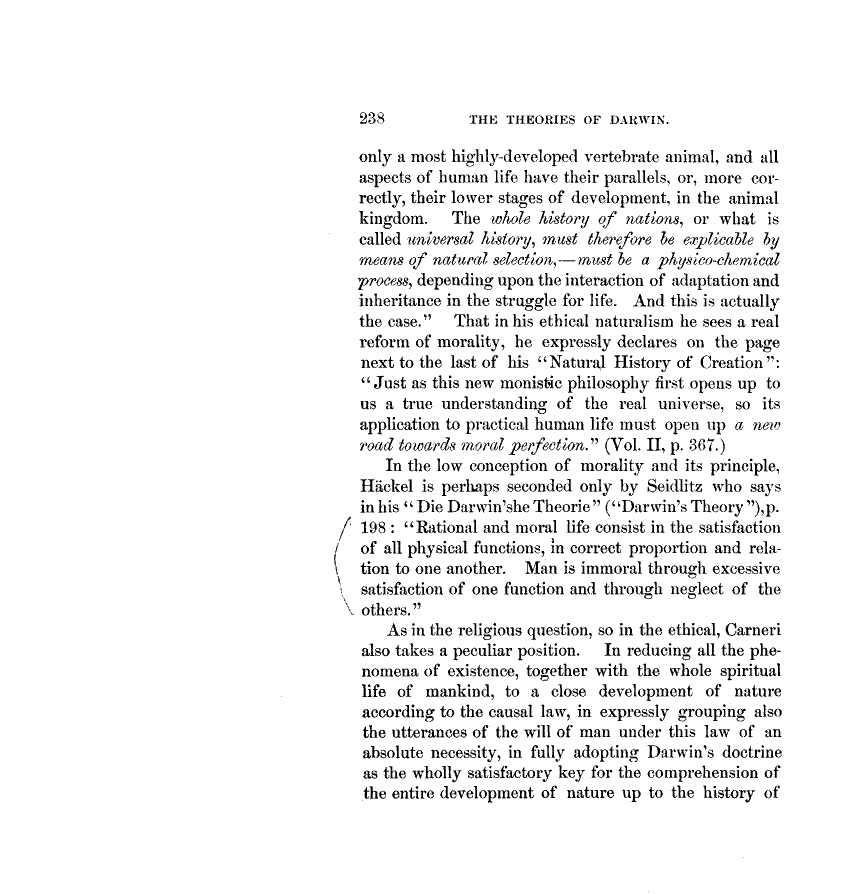 238 THE THEORIES OF DARWIN.
only a most highly-developed vertebrate animal, and all
aspects of human life have their parallels, or, more cor-
rectly, their lower stages of development, in the animal
kingdom. The whole history of nations, or what is
called universal history, must therefore be explicable by
means of natural selection,—must be a physico-chemical
process, depending upon the interaction of adaptation and
inheritance in the struggle for life. And this is actually
the case." That in his ethical naturalism he sees a real
reform of morality, he expressly declares on the page
next to the last of his "Natural History of Creation":
"Just as this new monistic philosophy first opens up to
us a true understanding of the real universe, so its
application to practical human life must open up a new
road towards moral perfection." (Vol. II, p. 367.)
In the low conception of morality and its principle,
Häckel is perhaps seconded only by Seidlitz who says
in his "Die Darwin'she Theorie" ("Darwin's Theory"), p.
198: "Rational and moral life consist in the satisfaction
of all physical functions, in correct proportion and rela-
tion to one another. Man is immoral through excessive
satisfaction of one function and through neglect of the
others."
As in the religious question, so in the ethical, Carneri
also takes a peculiar position. In reducing all the phe-
nomena of existence, together with the whole spiritual
life of mankind, to a close development of nature
according to the causal law, in expressly grouping also
the utterances of the will of man under this law of an
absolute necessity, in fully adopting Darwin's doctrine
as the wholly satisfactory key for the comprehension of
the entire development of nature up to the history of